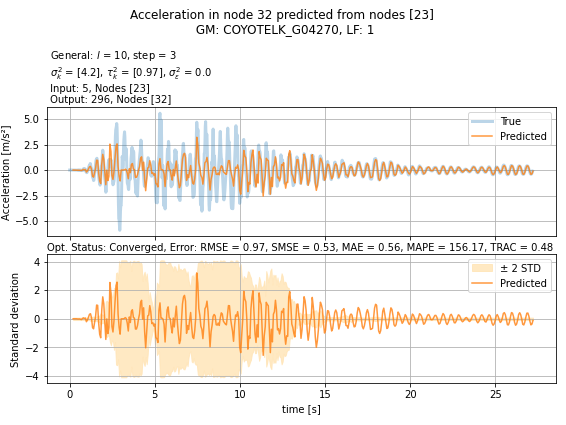 Acceleration in node 32 predicted from nodes [23]
GM: COYOTELK_G04270, LF: 1
General: l = 10, step = 3
σ²ₖ = [4.2], τ²ₖ = [0.97], σ²ε = 0.0
Input: 5, Nodes [23]
Output: 296, Nodes [32]
Acceleration [m/s²]
5.0
2.5
0.0
−2.5
−5.0
True
Predicted
Opt. Status: Converged, Error: RMSE = 0.97, SMSE = 0.53, MAE = 0.56, MAPE = 156.17, TRAC = 0.48
Standard deviation
4
2
0
−2
−4
± 2 STD
Predicted
0 5 10 15 20 25
time [s]